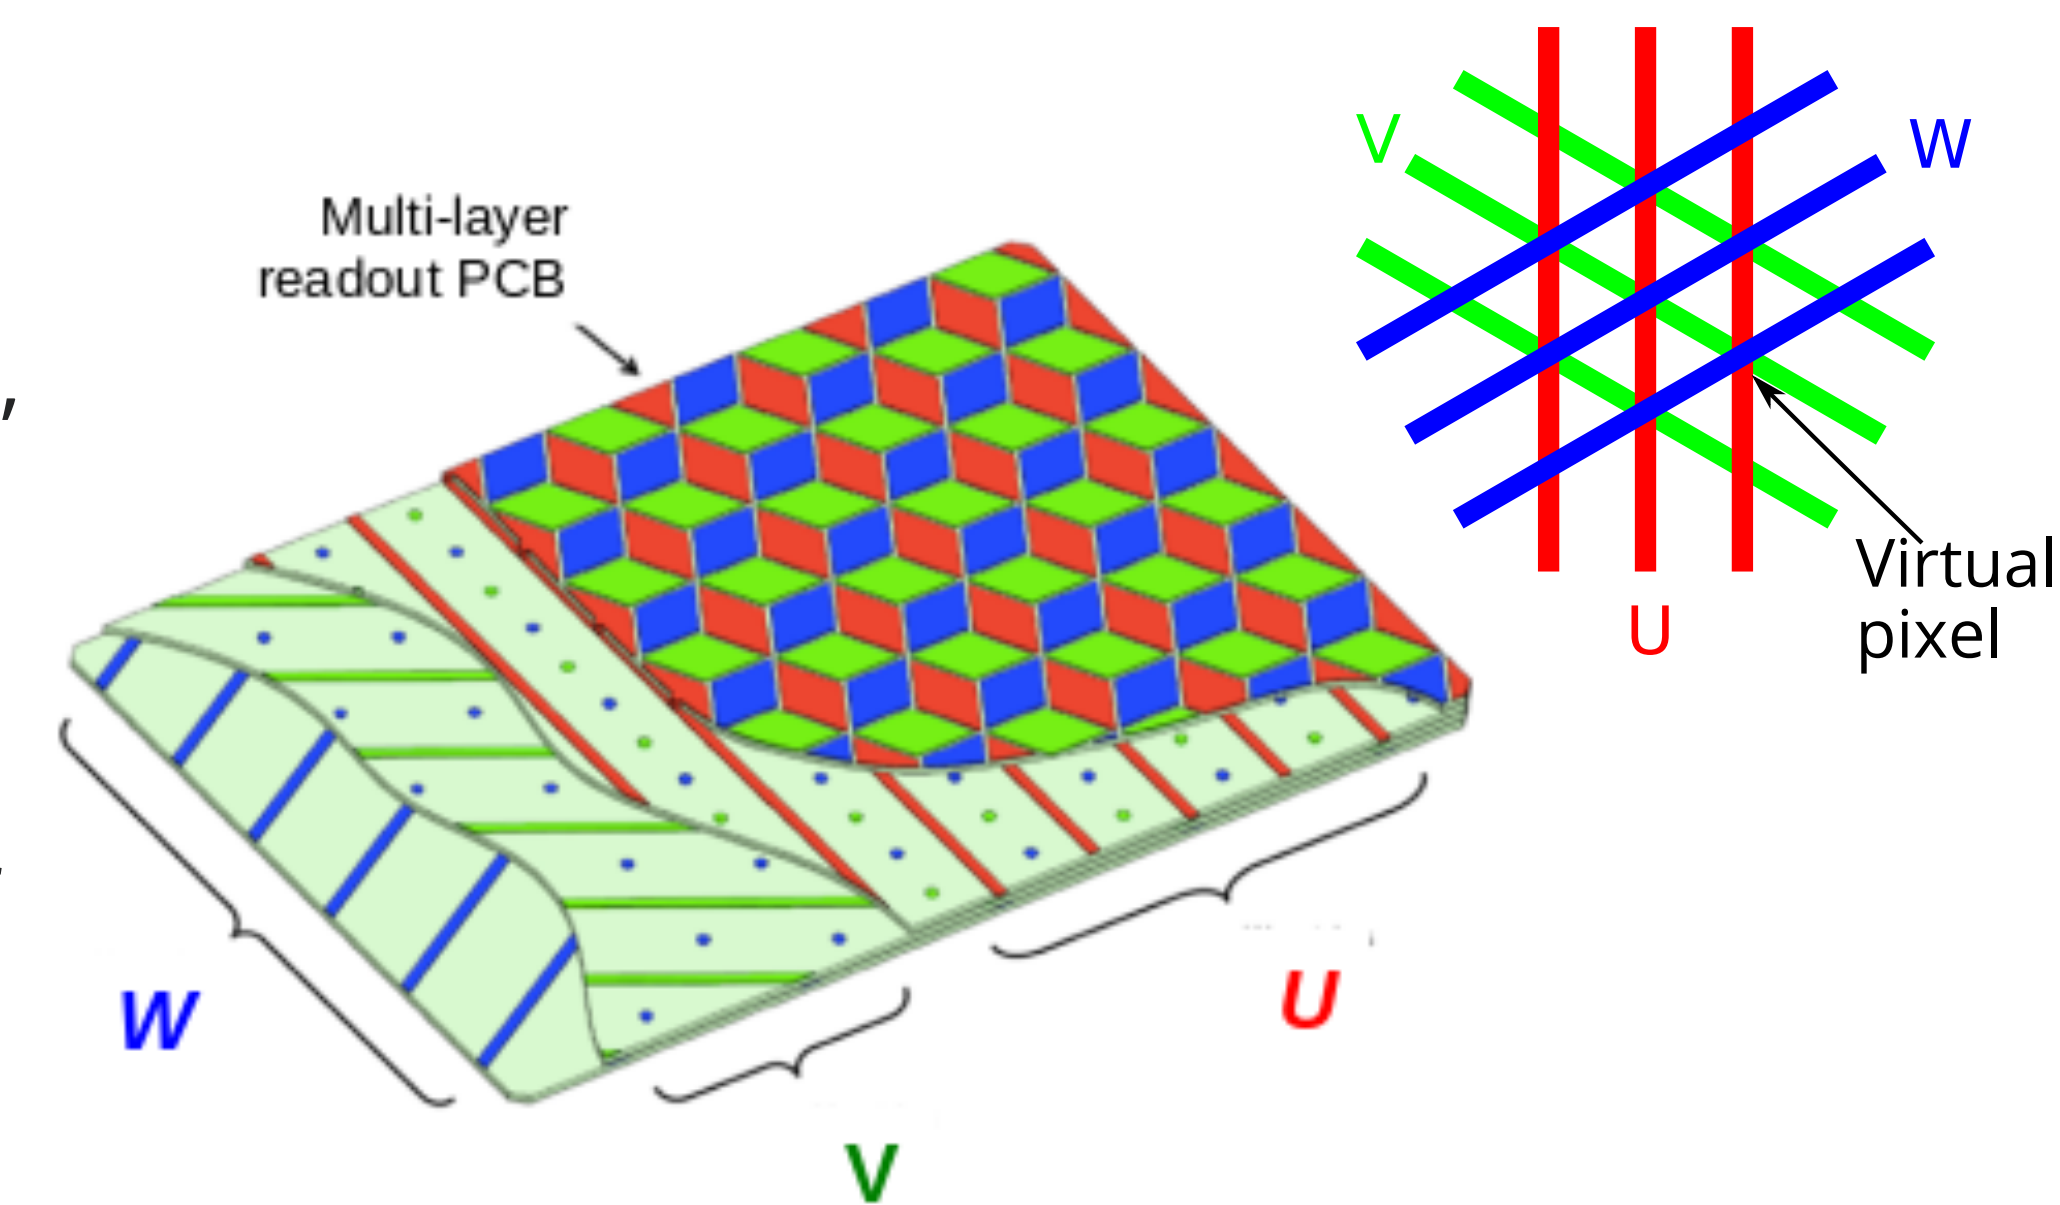 Multi-layer
readout PCB
,
V
W
U
Virtual
pixel
W
V
U